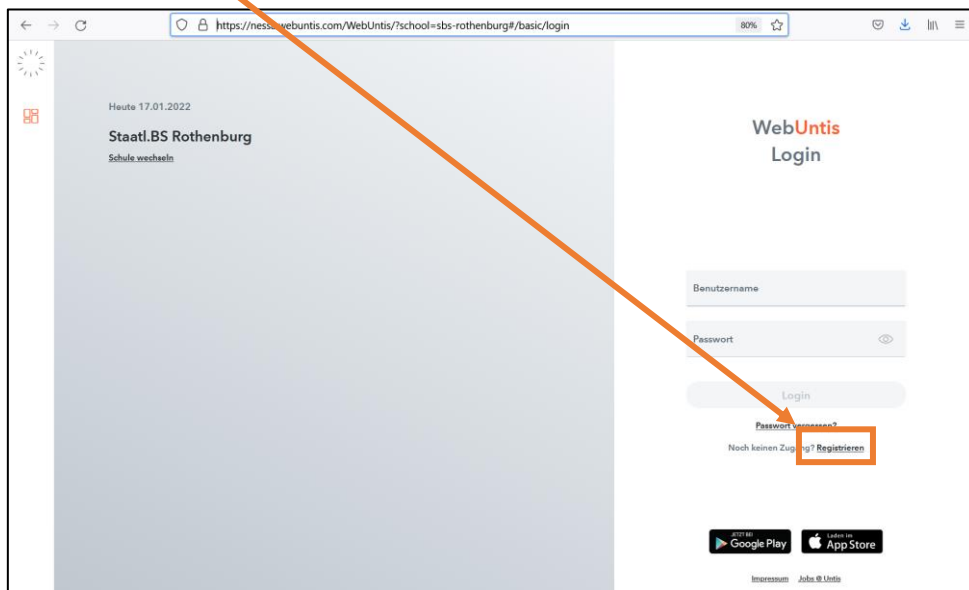 https://nessa.webuntis.com/WebUntis/?school=sbs-rothenburg#/basic/login
80%
Heute 17.01.2022
Staatl.BS Rothenburg
Schule wechseln
WebUntis
Login
Benutzername
Passwort
Login
Passwort vergessen?
Noch keinen Zugang? Registrieren
JETZT BEI
Google Play
Laden im
App Store
Impressum Jobs @ Untis